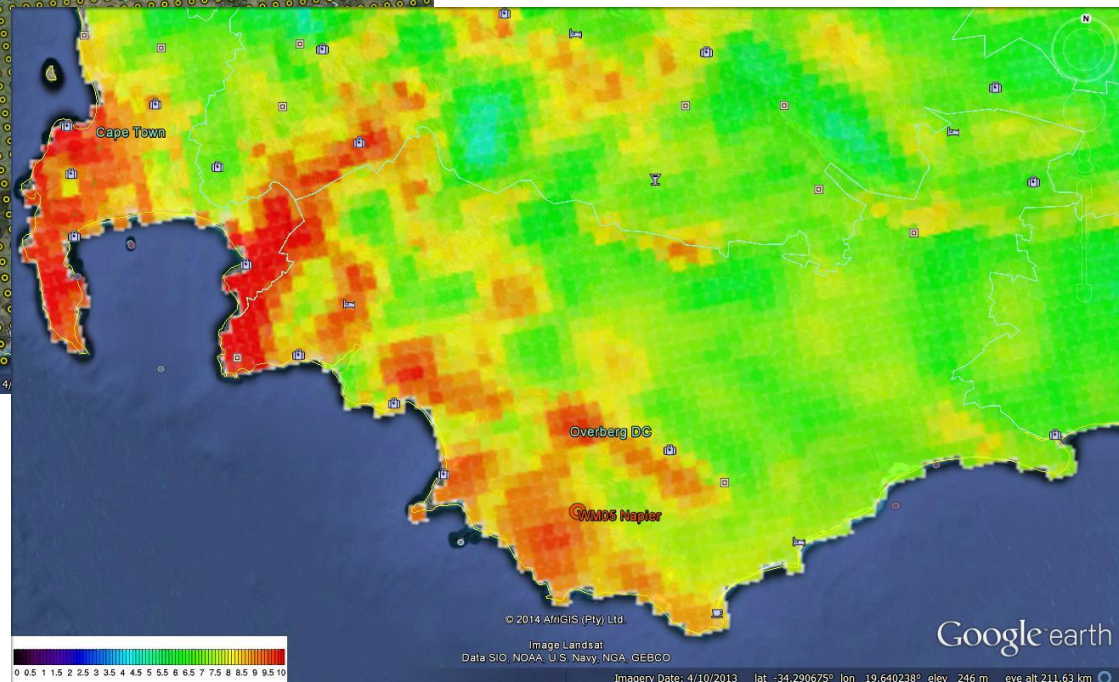 N
Cape Town
Overberg DC
WM05 Napier
4/
© 2014 AfriGIS (Pty) Ltd.
Image Landsat
Data SIO, NOAA, U.S. Navy, NGA, GEBCO
Google earth
0 0.5 1 1.5 2 2.5 3 3.5 4 4.5 5 5.5 6 6.5 7 7.5 8 8.5 9 9.5 10
Imagery Date: 4/10/2013 lat -34.290675° lon 19.640238° elev 246 m eye alt 211.63 km